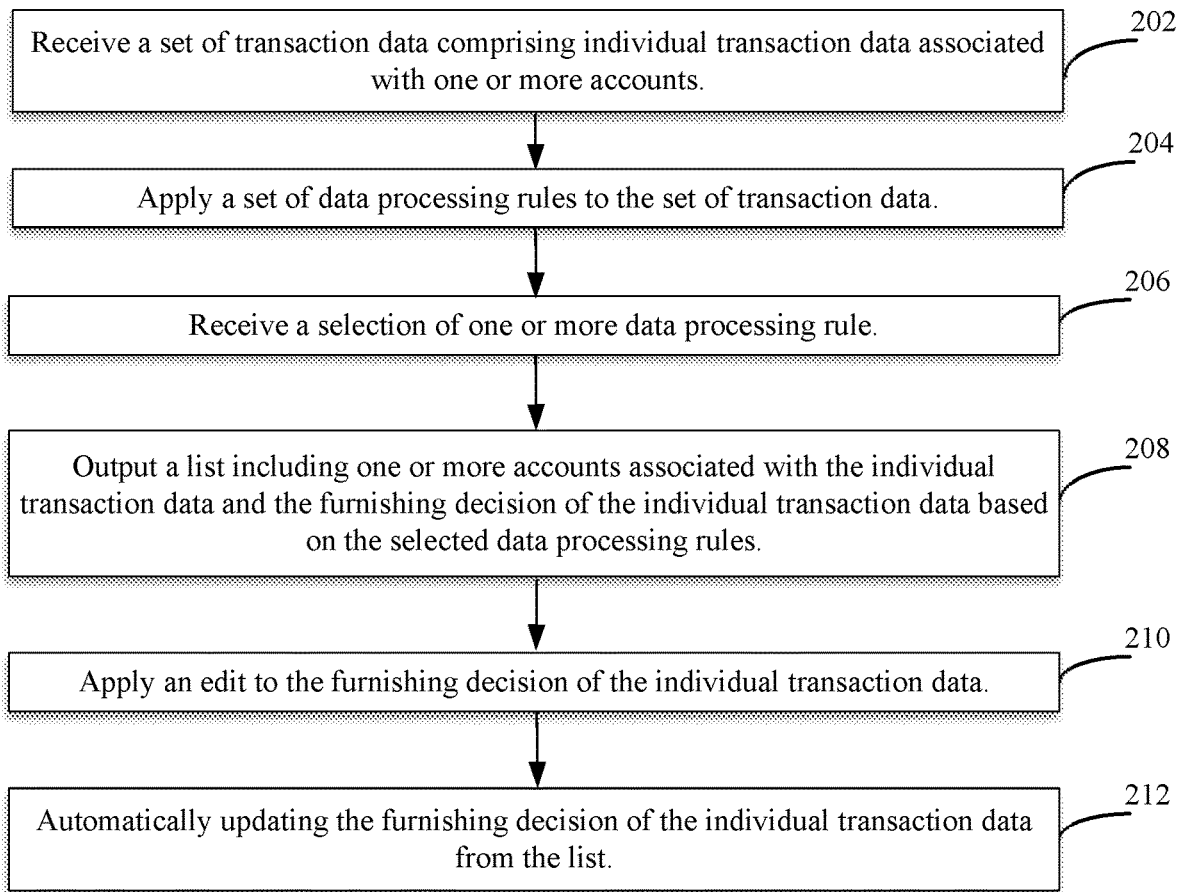 202
Receive a set of transaction data comprising individual transaction data associated
with one or more accounts.
204
Apply a set of data processing rules to the set of transaction data.
206
Receive a selection of one or more data processing rule.
208
Output a list including one or more accounts associated with the individual
transaction data and the furnishing decision of the individual transaction data based
on the selected data processing rules.
210
Apply an edit to the furnishing decision of the individual transaction data.
212
Automatically updating the furnishing decision of the individual transaction data
from the list.